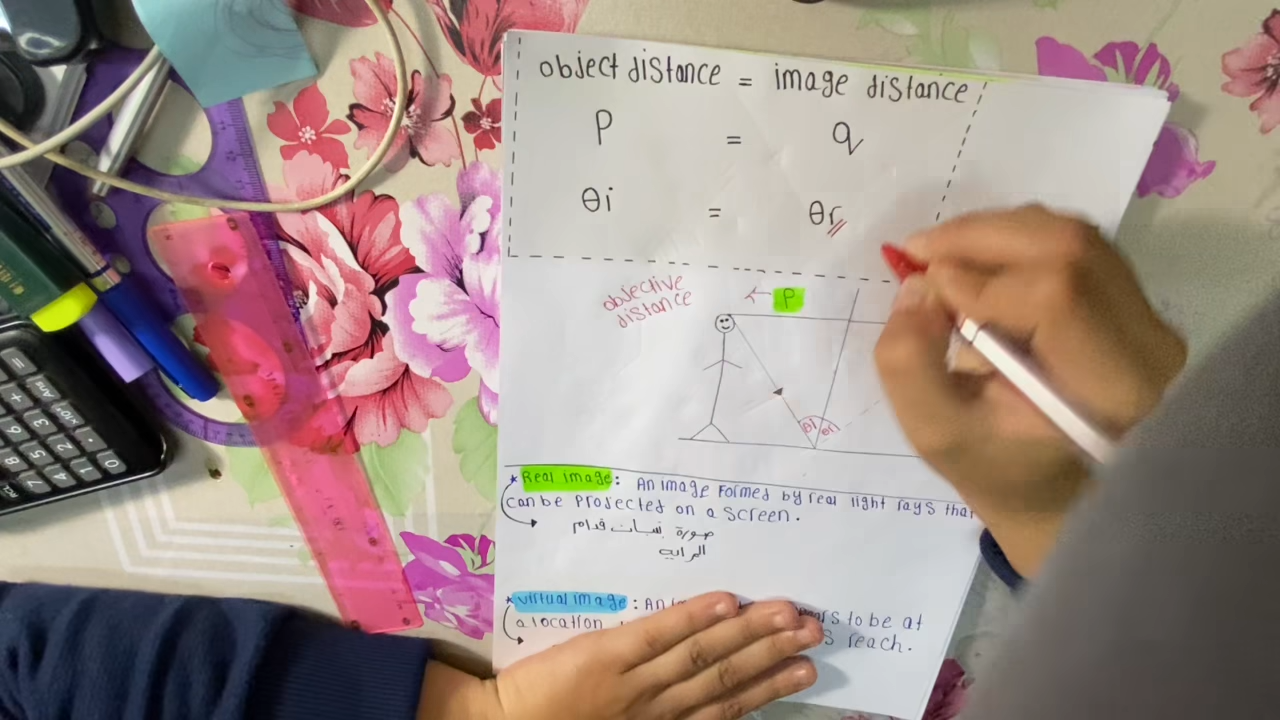 object distance = image distance
P = q
θi = θr
objective
distance
P
θi θr
* Real image: An image formed by real light rays that
can be projected on a screen.
صورة تبان قدام
المرايه
* virtual image: An to be at
a location reach.